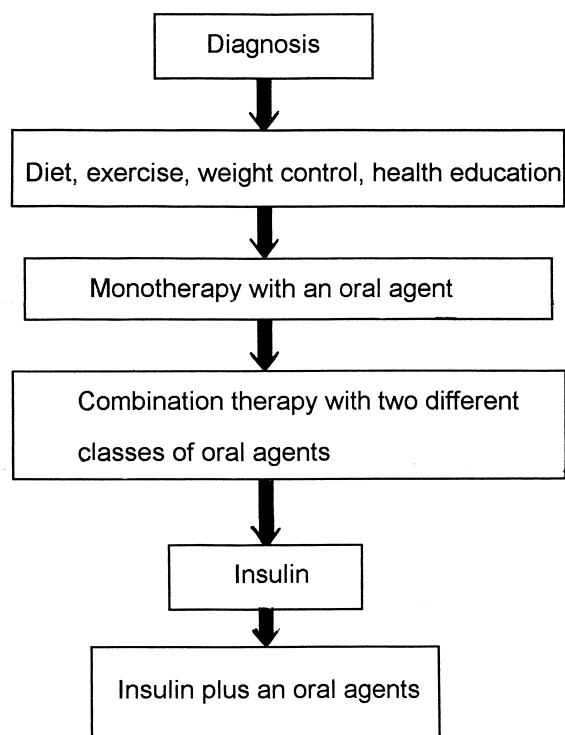 Diagnosis
Diet, exercise, weight control, health education
Monotherapy with an oral agent
Combination therapy with two different
classes of oral agents
Insulin
Insulin plus an oral agents